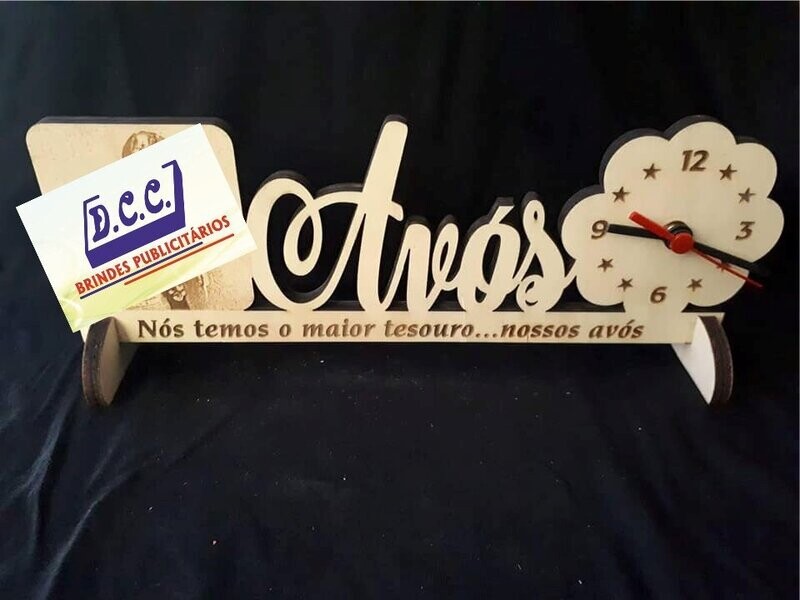 D.C.C.
BRINDES PUBLICITÁRIOS
Avós
12
9
3
6
Nós temos o maior tesouro...nossos avós